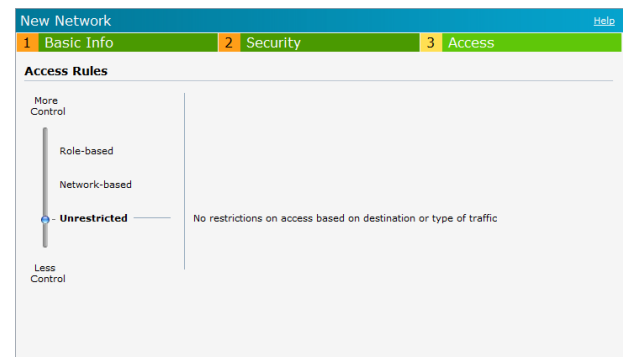 New Network
Help
1 Basic Info
2 Security
3 Access
Access Rules
More
Control
Role-based
Network-based
- Unrestricted
No restrictions on access based on destination or type of traffic
Less
Control